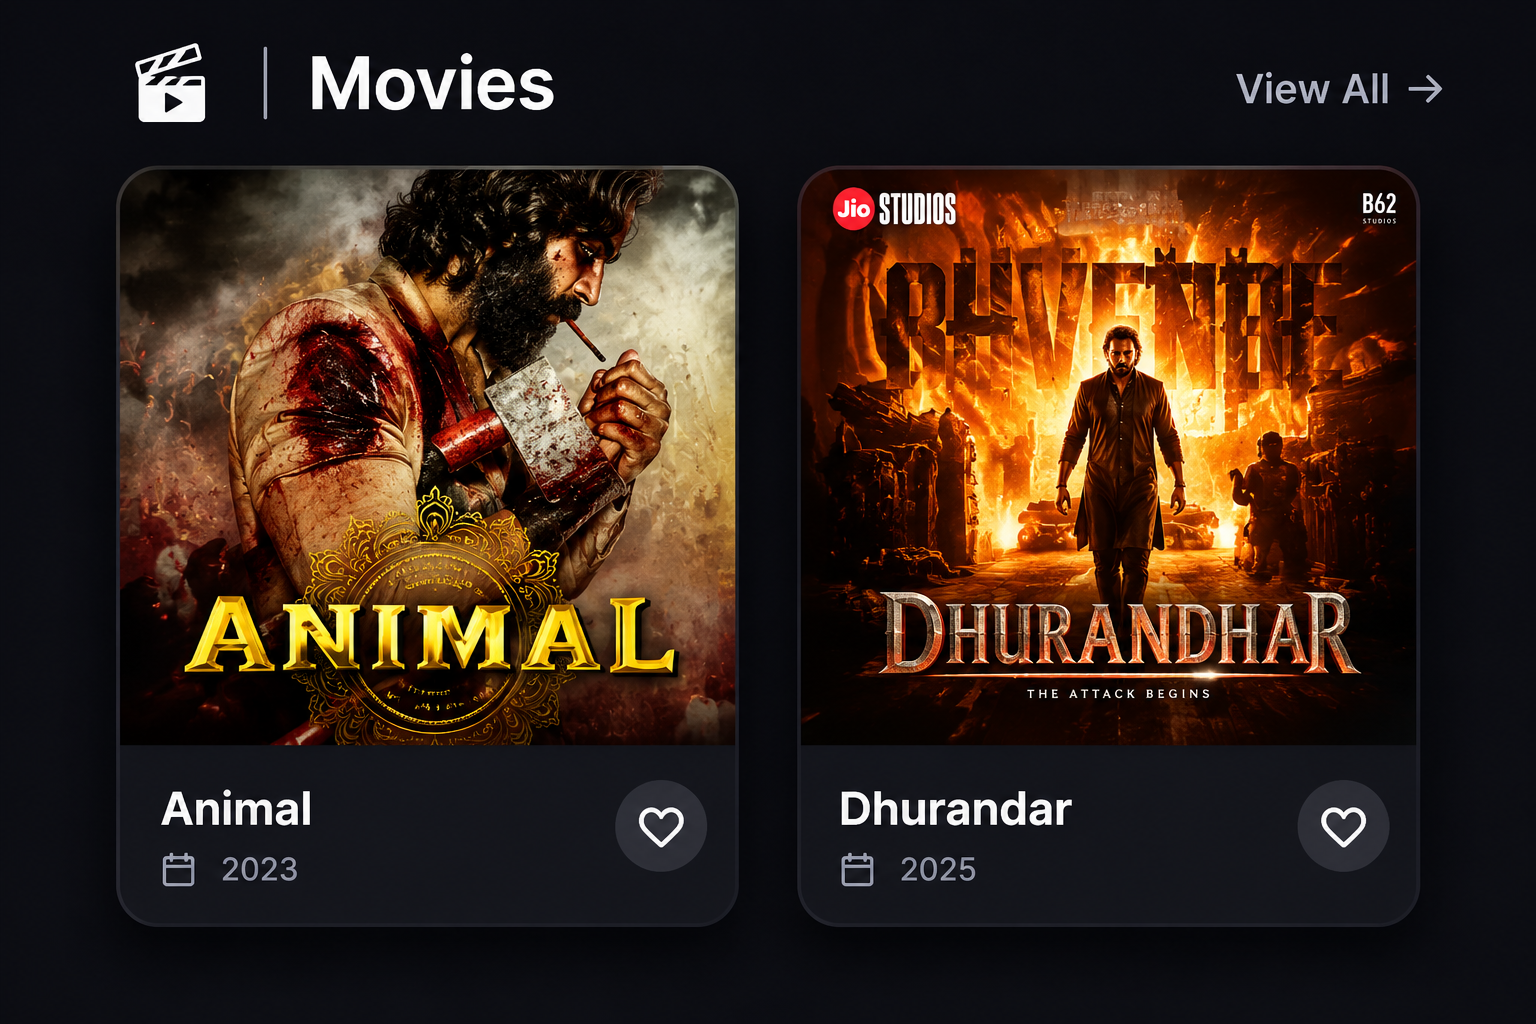 Movies
View All →
Jio STUDIOS
B62
STUDIOS
ANIMAL
DHURANDHAR
THE ATTACK BEGINS
Animal
2023
Dhurandar
2025